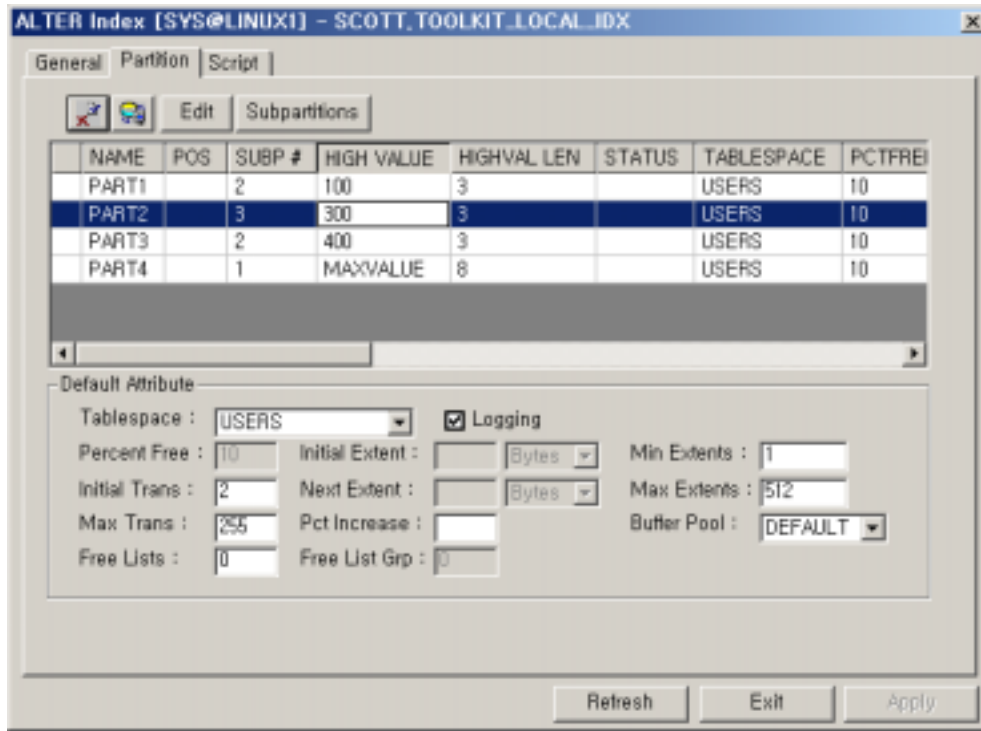 ALTER Index [SYS@LINUX1] - SCOTT.TOOLKIT_LOCAL_IDX
General Partition Script
Edit Subpartitions
NAME POS SUBP # HIGH VALUE HIGHVAL LEN STATUS TABLESPACE PCTFREE
PART1 2 100 3 USERS 10
PART2 3 300 3 USERS 10
PART3 2 400 3 USERS 10
PART4 1 MAXVALUE 8 USERS 10
Default Attribute
Tablespace : USERS Logging
Percent Free : 10 Initial Extent : Bytes Min Extents : 1
Initial Trans : 2 Next Extent : Bytes Max Extents : 512
Max Trans : 255 Pct Increase : Buffer Pool : DEFAULT
Free Lists : 0 Free List Grp : 0
Refresh Exit Apply